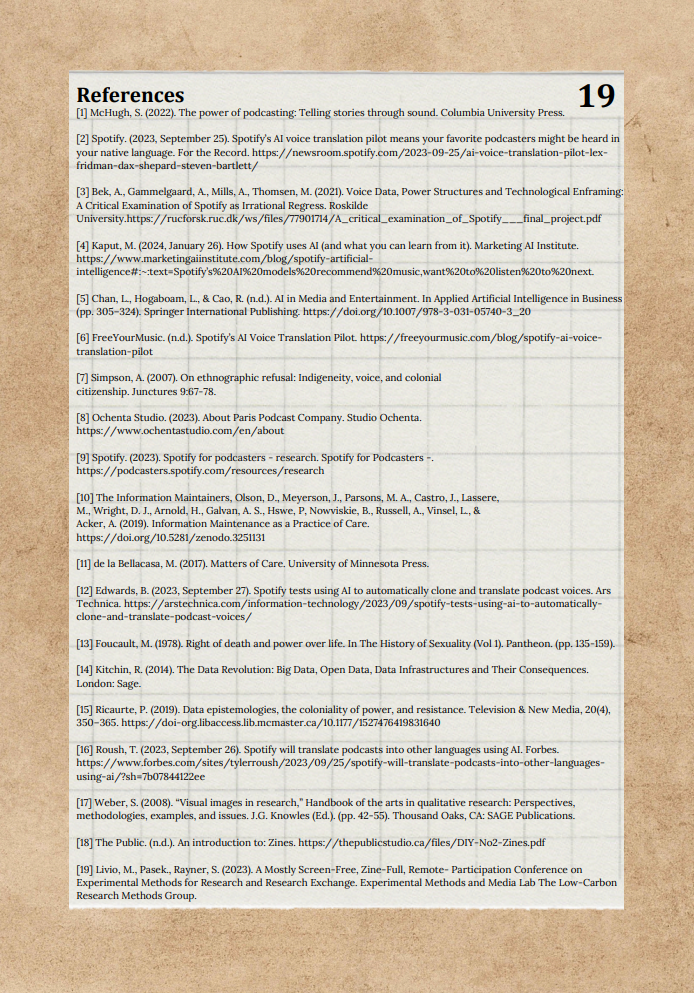 References
19
[1] McHugh, S. (2022). The power of podcasting: Telling stories through sound. Columbia University Press.
[2] Spotify. (2023, September 25). Spotify's AI voice translation pilot means your favorite podcasters might be heard in
your native language. For the Record. https://newsroom.spotify.com/2023-09-25/ai-voice-translation-pilot-lex-
fridman-dax-shepard-steven-bartlett/
[3] Bek, A., Gammelgaard, A., Mills, A., Thomsen, M. (2021). Voice Data, Power Structures and Technological Enframing:
A Critical Examination of Spotify as Irrational Regress. Roskilde
University.https://rucforsk.ruc.dk/ws/files/77901714/A_critical_examination_of_Spotify___final_project.pdf
[4] Kaput, M. (2024, January 26). How Spotify uses AI (and what you can learn from it). Marketing AI Institute.
https://www.marketingaiinstitute.com/blog/spotify-artificial-
intelligence#:~:text=Spotify's%20AI%20models%20recommend%20music,want%20to%20listen%20to%20next.
[5] Chan, L., Hogaboam, L., & Cao, R. (n.d.). AI in Media and Entertainment. In Applied Artificial Intelligence in Business
(pp. 305–324). Springer International Publishing. https://doi.org/10.1007/978-3-031-05740-3_20
[6] FreeYourMusic. (n.d.). Spotify's AI Voice Translation Pilot. https://freeyourmusic.com/blog/spotify-ai-voice-
translation-pilot
[7] Simpson, A. (2007). On ethnographic refusal: Indigeneity, voice, and colonial
citizenship. Junctures 9:67-78.
[8] Ochenta Studio. (2023). About Paris Podcast Company. Studio Ochenta.
https://www.ochentastudio.com/en/about
[9] Spotify. (2023). Spotify for podcasters - research. Spotify for Podcasters -.
https://podcasters.spotify.com/resources/research
[10] The Information Maintainers, Olson, D., Meyerson, J., Parsons, M. A., Castro, J., Lassere,
M., Wright, D. J., Arnold, H., Galvan, A. S., Hswe, P, Nowviskie, B., Russell, A., Vinsel, L., &
Acker, A. (2019). Information Maintenance as a Practice of Care.
https://doi.org/10.5281/zenodo.3251131
[11] de la Bellacasa, M. (2017). Matters of Care. University of Minnesota Press.
[12] Edwards, B. (2023, September 27). Spotify tests using AI to automatically clone and translate podcast voices. Ars
Technica. https://arstechnica.com/information-technology/2023/09/spotify-tests-using-ai-to-automatically-
clone-and-translate-podcast-voices/
[13] Foucault, M. (1978). Right of death and power over life. In The History of Sexuality (Vol 1). Pantheon. (pp. 135-159).
[14] Kitchin, R. (2014). The Data Revolution: Big Data, Open Data, Data Infrastructures and Their Consequences.
London: Sage.
[15] Ricaurte, P. (2019). Data epistemologies, the coloniality of power, and resistance. Television & New Media, 20(4),
350–365. https://doi-org.libaccess.lib.mcmaster.ca/10.1177/1527476419831640
[16] Roush, T. (2023, September 26). Spotify will translate podcasts into other languages using AI. Forbes.
https://www.forbes.com/sites/tylerroush/2023/09/25/spotify-will-translate-podcasts-into-other-languages-
using-ai/?sh=7b07844122ee
[17] Weber, S. (2008). "Visual images in research," Handbook of the arts in qualitative research: Perspectives,
methodologies, examples, and issues. J.G. Knowles (Ed.). (pp. 42-55). Thousand Oaks, CA: SAGE Publications.
[18] The Public. (n.d.). An introduction to: Zines. https://thepublicstudio.ca/files/DIY-No2-Zines.pdf
[19] Livio, M., Pasek., Rayner, S. (2023). A Mostly Screen-Free, Zine-Full, Remote- Participation Conference on
Experimental Methods for Research and Research Exchange. Experimental Methods and Media Lab The Low-Carbon
Research Methods Group.